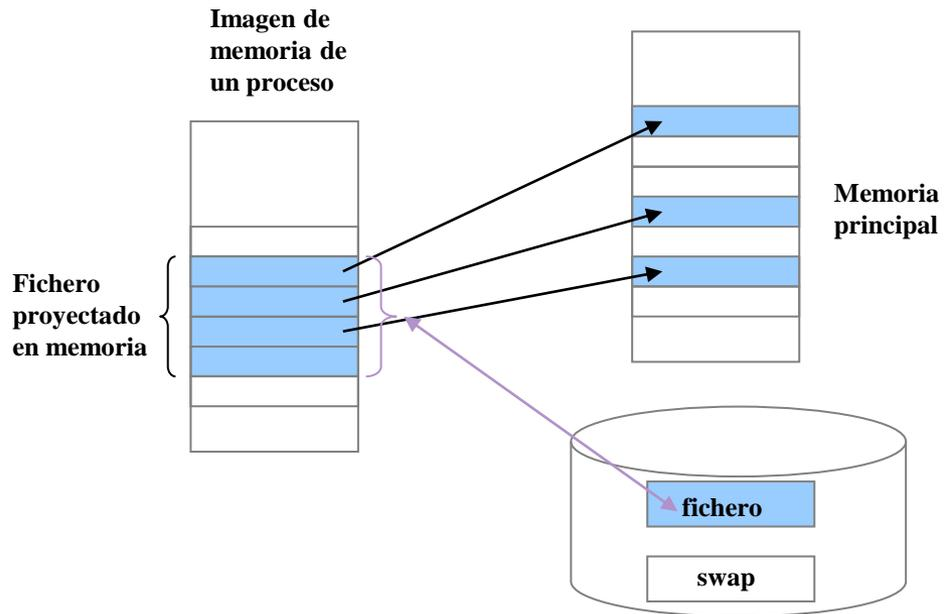 Imagen de
memoria de
un proceso
Memoria
principal
Fichero
proyectado
en memoria
fichero
swap